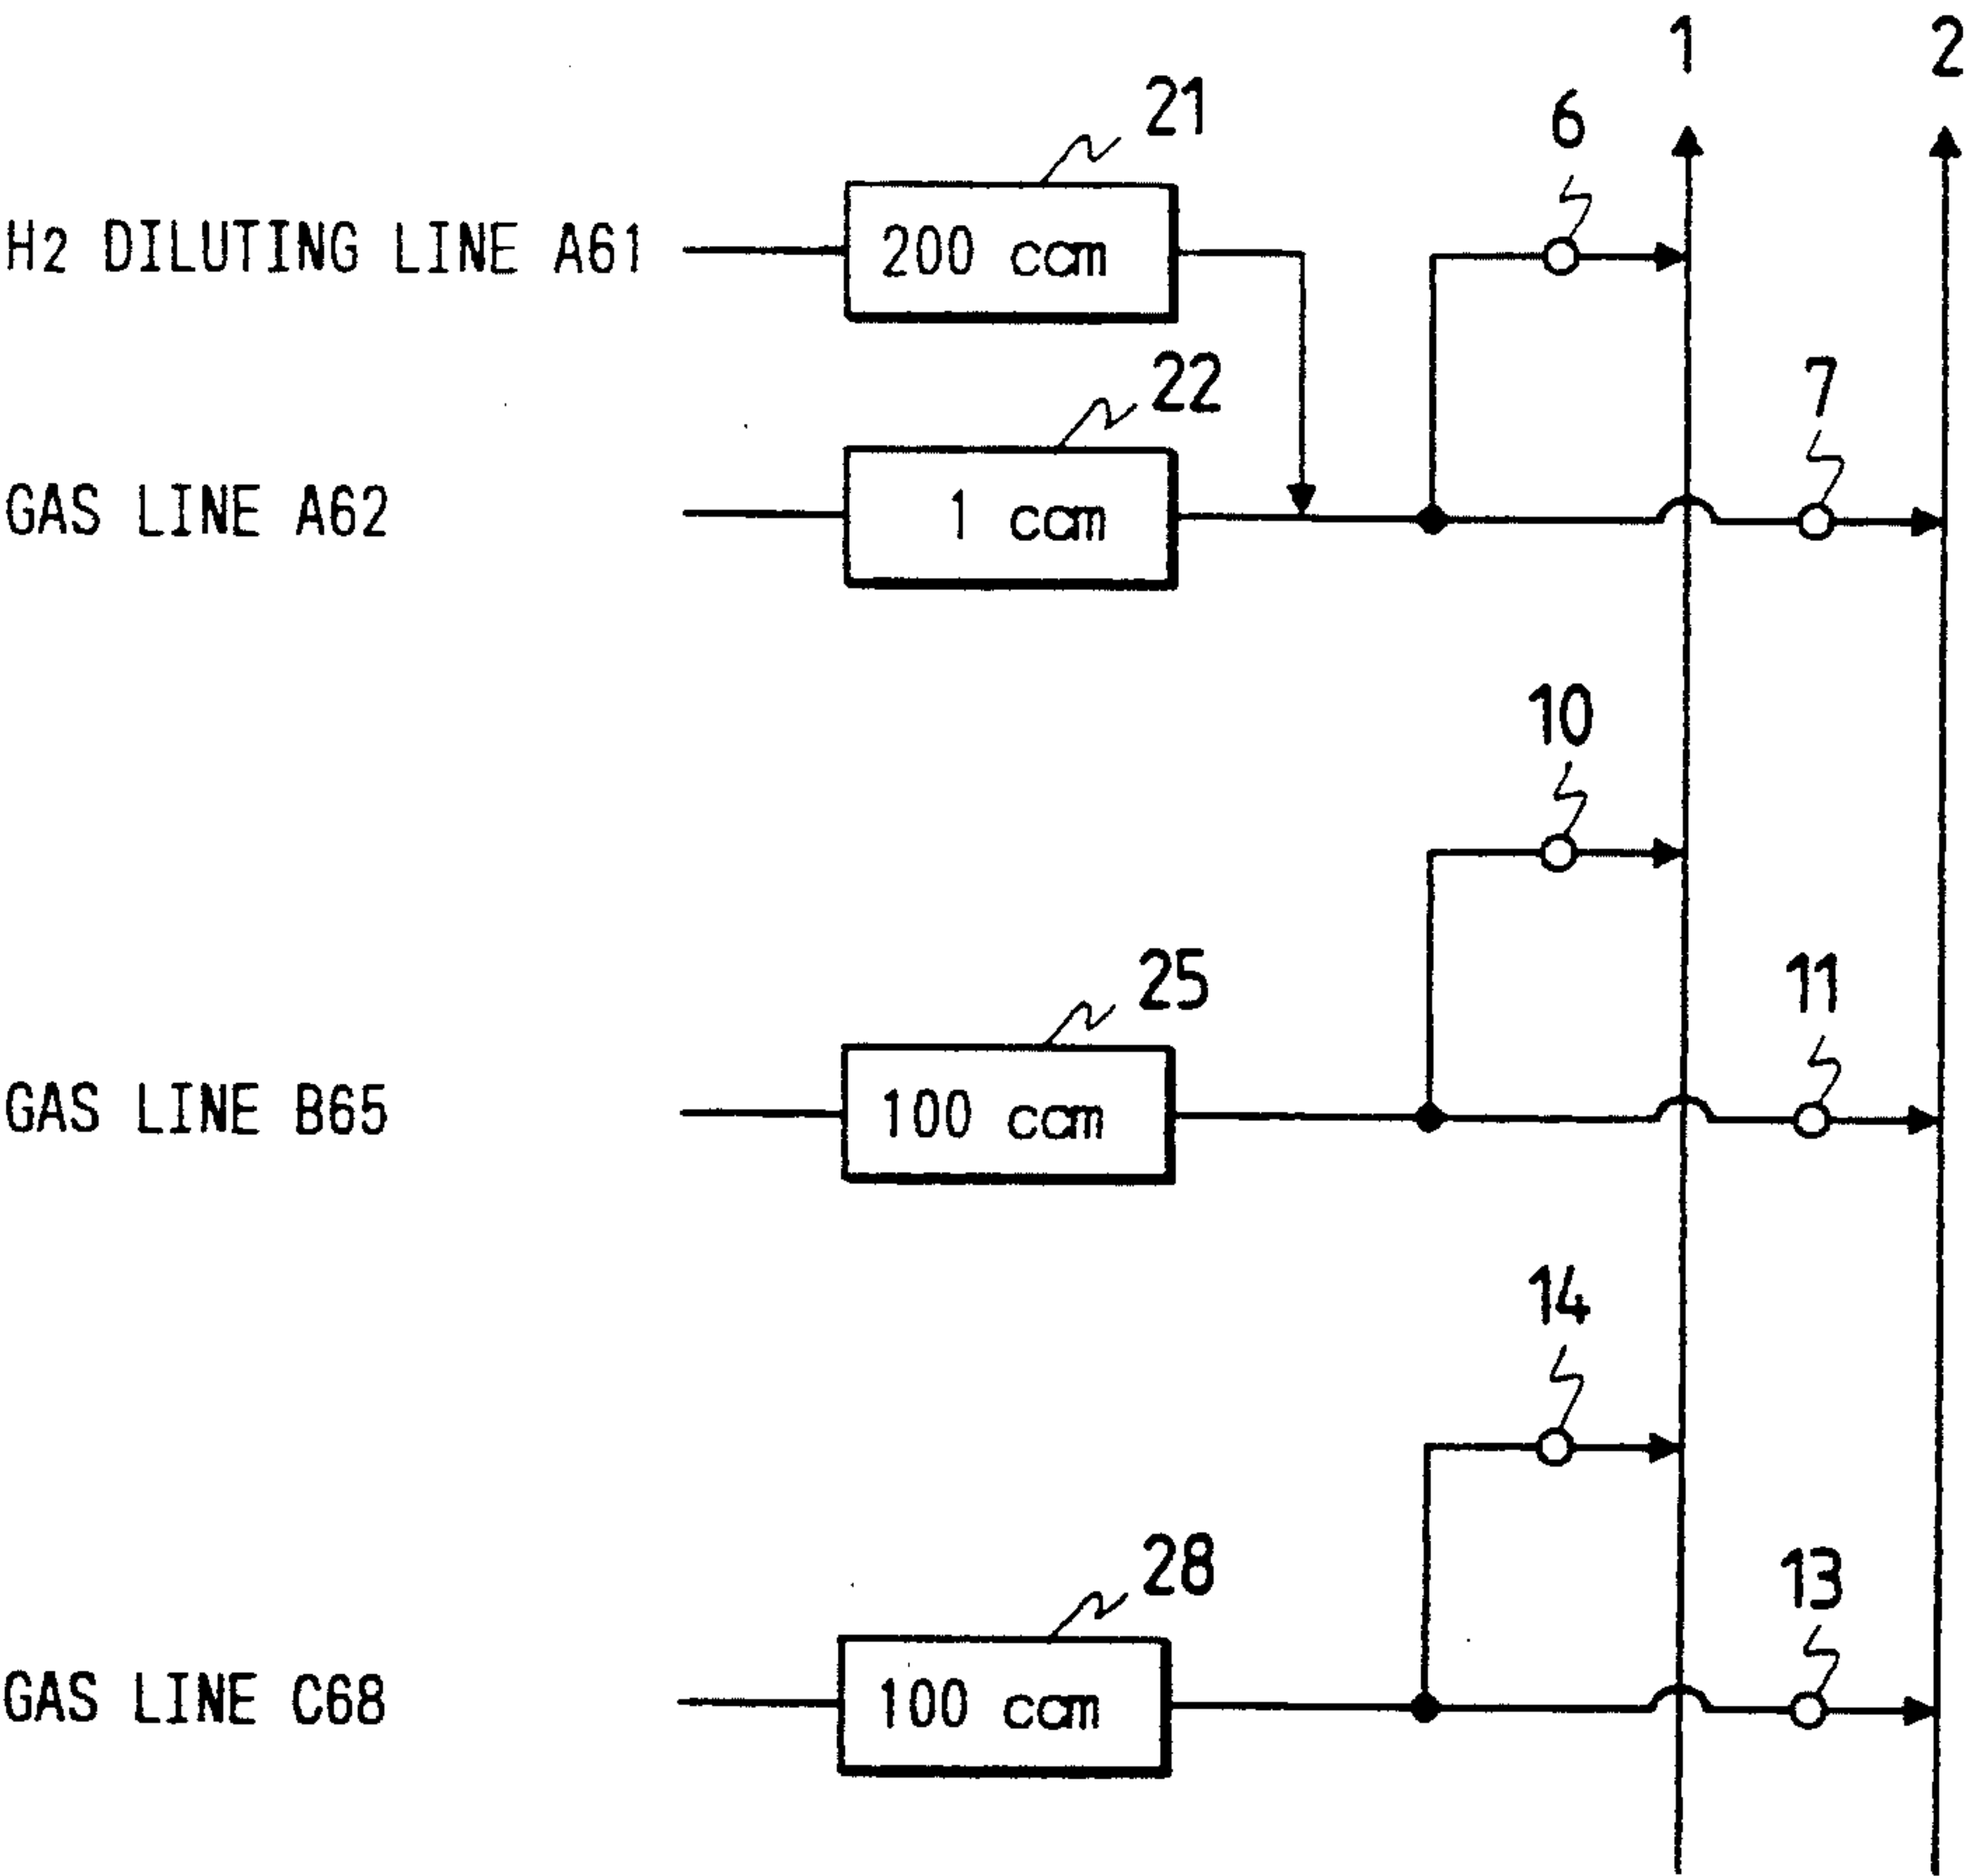 1 2
21 6
H2 DILUTING LINE A61 200 ccm
22 7
GAS LINE A62 1 ccm
10
25 11
GAS LINE B65 100 ccm
14
28 13
GAS LINE C68 100 ccm